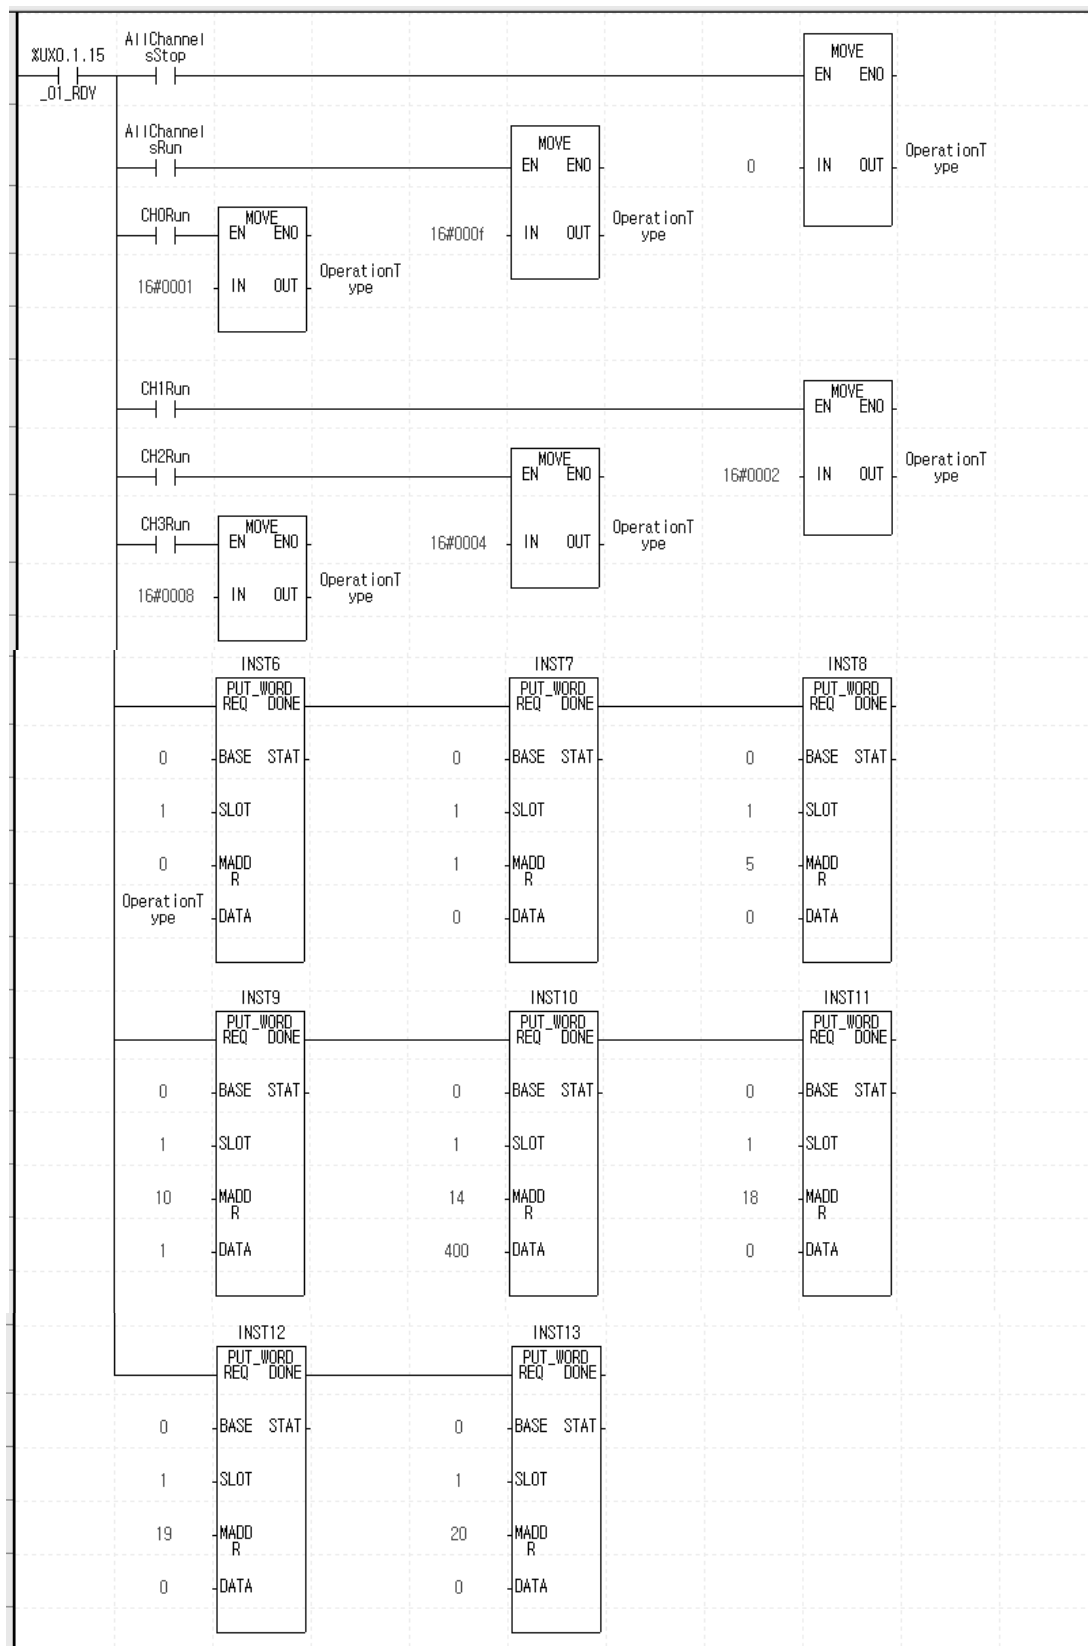 AllChannel
%UX0.1.15 sStop
_01_RDY
MOVE
EN ENO
AllChannel
sRun
MOVE
EN ENO
0 IN OUT OperationT
ype
CH0Run
MOVE
EN ENO
16#000f IN OUT OperationT
ype
16#0001 IN OUT OperationT
ype
CH1Run
MOVE
EN ENO
CH2Run
MOVE
EN ENO
16#0002 IN OUT OperationT
ype
CH3Run
MOVE
EN ENO
16#0004 IN OUT OperationT
ype
16#0008 IN OUT OperationT
ype
INST6 INST7 INST8
PUT_WORD PUT_WORD PUT_WORD
REQ DONE REQ DONE REQ DONE
0 BASE STAT 0 BASE STAT 0 BASE STAT
1 SLOT 1 SLOT 1 SLOT
0 MADD 1 MADD 5 MADD
R R R
OperationT
ype DATA 0 DATA 0 DATA
INST9 INST10 INST11
PUT_WORD PUT_WORD PUT_WORD
REQ DONE REQ DONE REQ DONE
0 BASE STAT 0 BASE STAT 0 BASE STAT
1 SLOT 1 SLOT 1 SLOT
10 MADD 14 MADD 18 MADD
R R R
1 DATA 400 DATA 0 DATA
INST12 INST13
PUT_WORD PUT_WORD
REQ DONE REQ DONE
0 BASE STAT 0 BASE STAT
1 SLOT 1 SLOT
19 MADD 20 MADD
R R
0 DATA 0 DATA